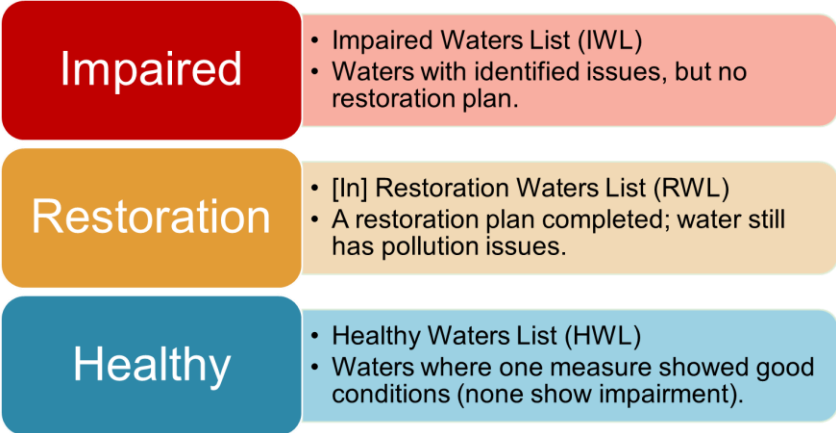 Impaired
• Impaired Waters List (IWL)
• Waters with identified issues, but no
restoration plan.
Restoration
• [In] Restoration Waters List (RWL)
• A restoration plan completed; water still
has pollution issues.
Healthy
• Healthy Waters List (HWL)
• Waters where one measure showed good
conditions (none show impairment).